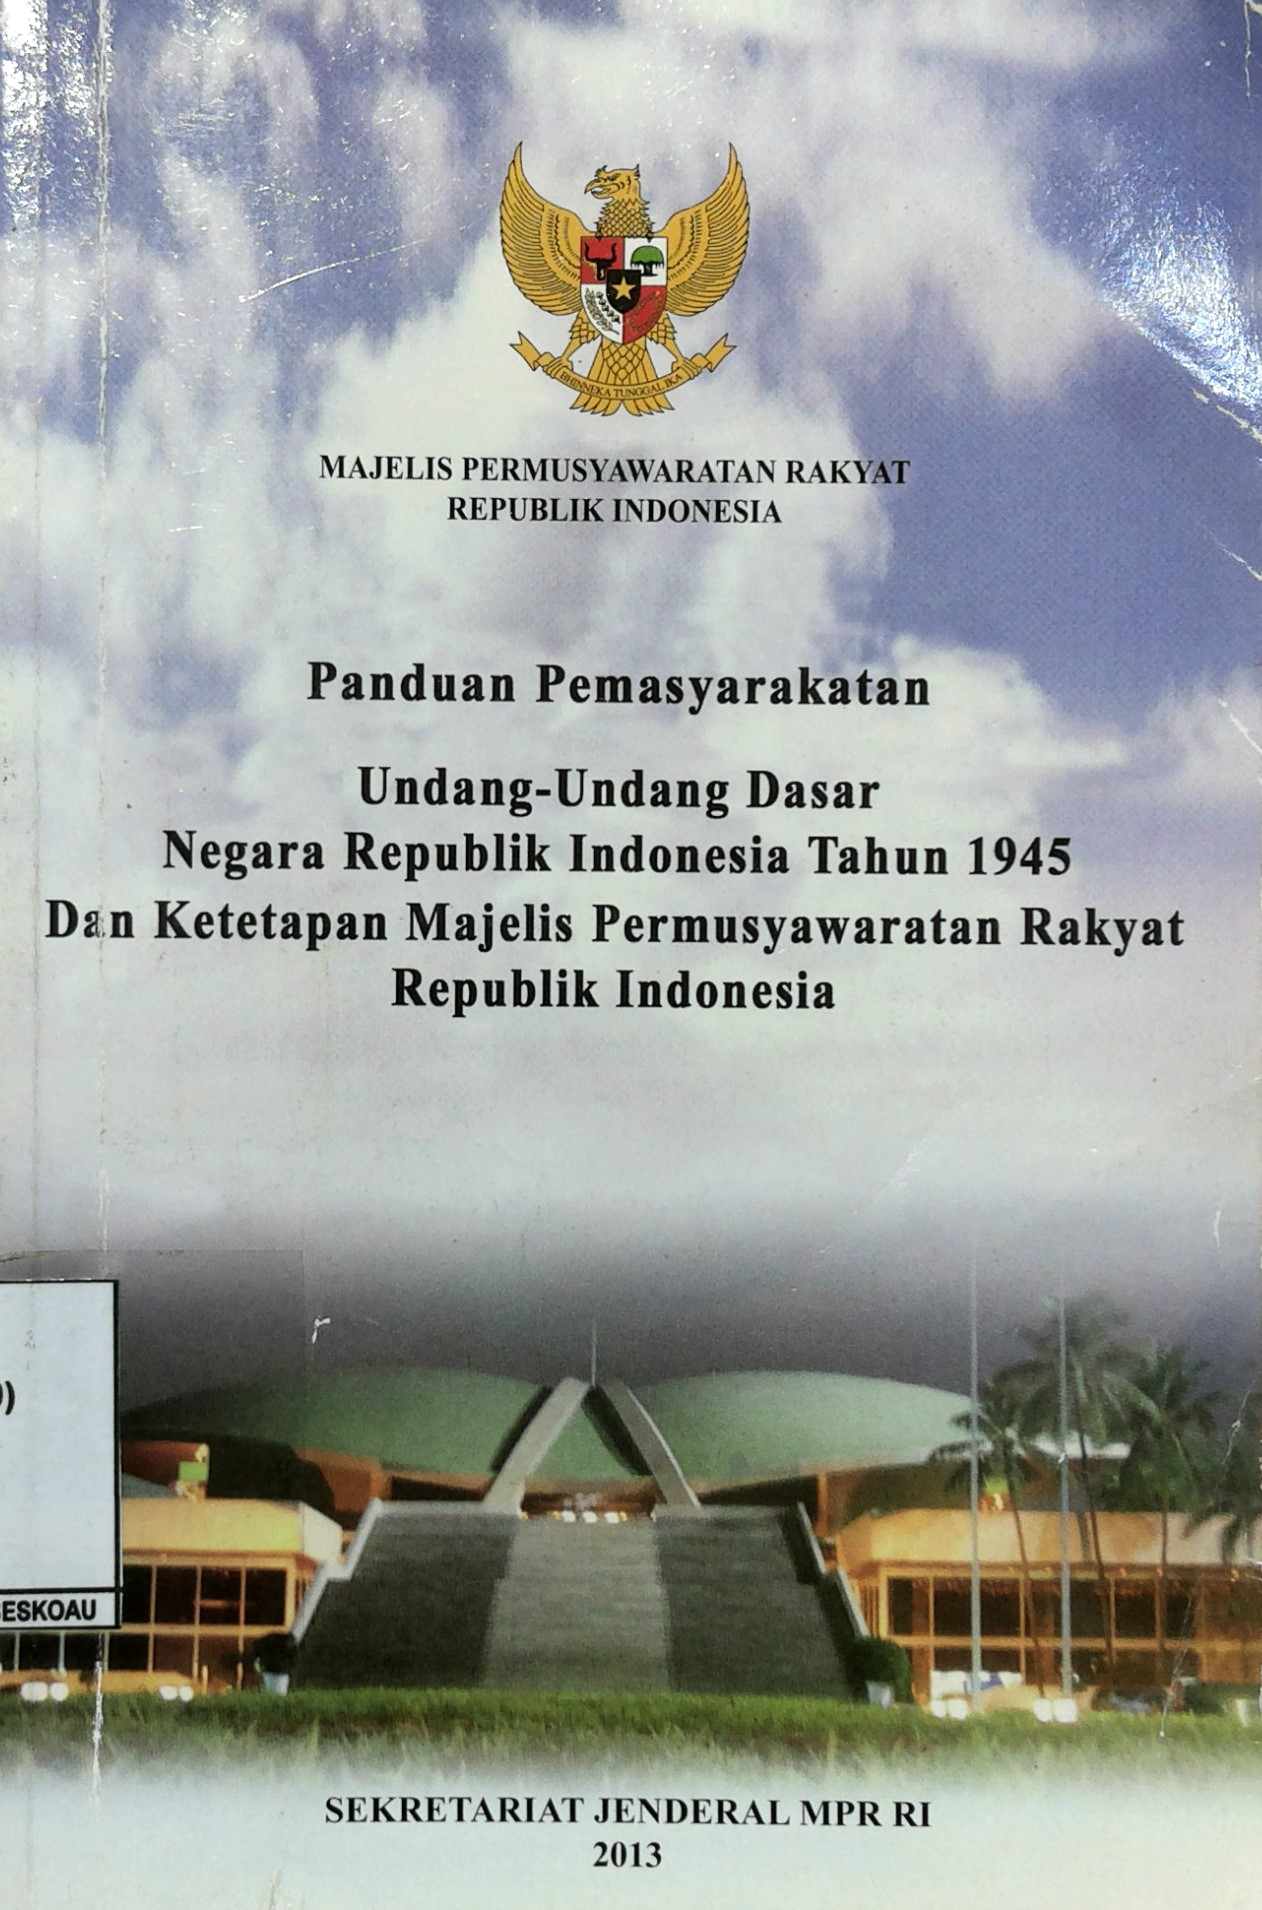 BHINNEKA TUNGGAL IKA
MAJELIS PERMUSYAWARATAN RAKYAT
REPUBLIK INDONESIA
Panduan Pemasyarakatan
Undang-Undang Dasar
Negara Republik Indonesia Tahun 1945
Dan Ketetapan Majelis Permusyawaratan Rakyat
Republik Indonesia
ESKOAU
SEKRETARIAT JENDERAL MPR RI
2013